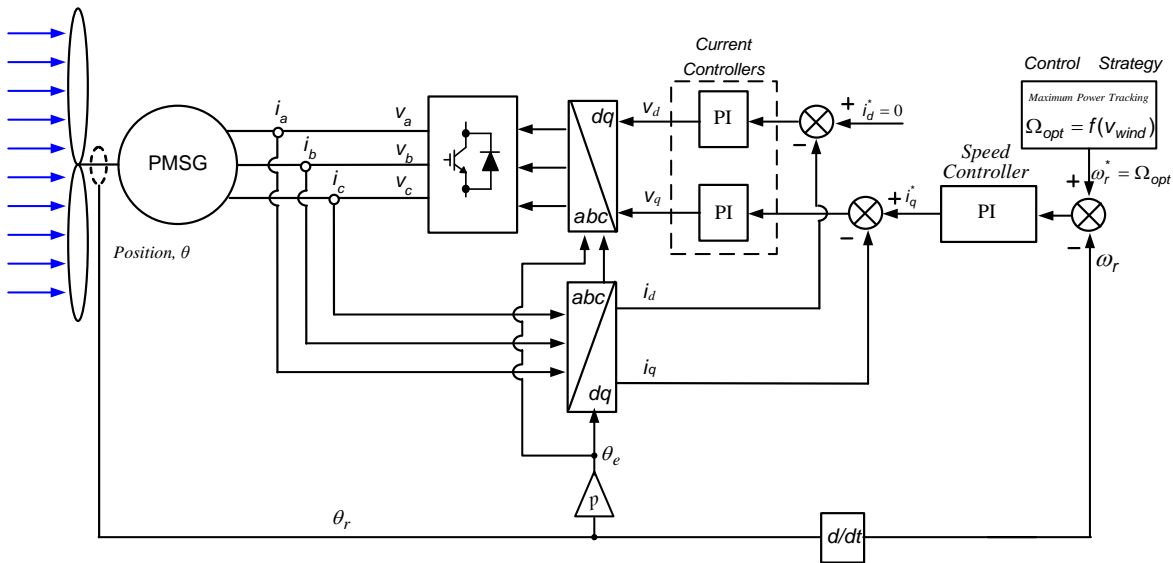 Current
Controllers
Control Strategy
Maximum Power Tracking
Ω_opt = f(v_wind)
i_a
v_a
i_b
v_b
i_c
v_c
PMSG
Position, θ
dq
abc
v_d
PI
+ i_d^* = 0
−
v_q
PI
+ i_q^*
−
Speed
Controller
PI
ω_r^* = Ω_opt
+
−
ω_r
abc
dq
i_d
i_q
θ_e
p
θ_r
d/dt